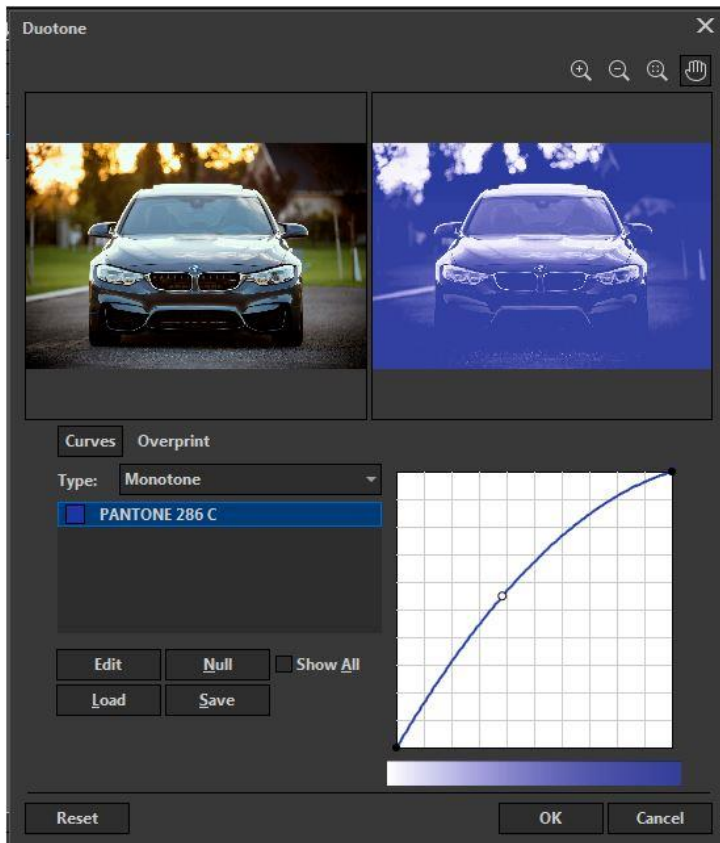 Duotone
Curves Overprint
Type: Monotone
PANTONE 286 C
Edit Null Show All
Load Save
Reset OK Cancel